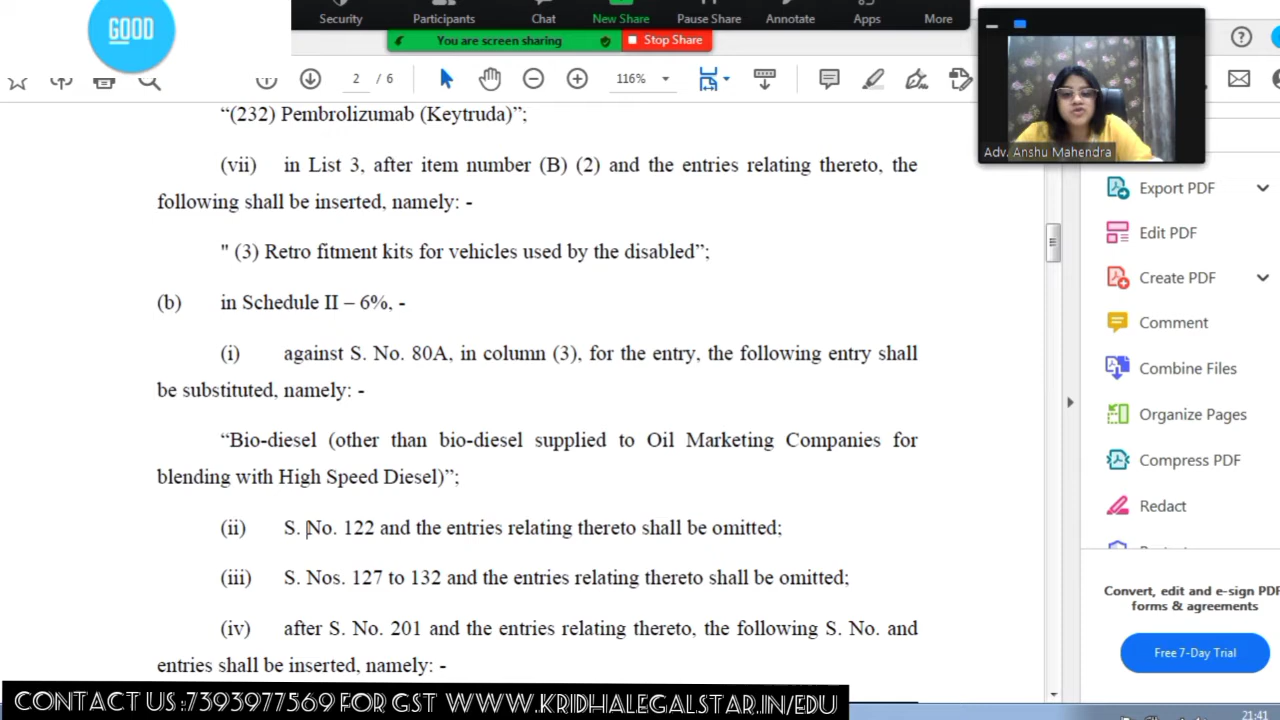 GOOD
Security Participants Chat New Share Pause Share Annotate Apps More
You are screen sharing Stop Share
2 / 6 116%
Adv. Anshu Mahendra
“(232) Pembrolizumab (Keytruda)”;
(vii) in List 3, after item number (B) (2) and the entries relating thereto, the
following shall be inserted, namely: -
" (3) Retro fitment kits for vehicles used by the disabled”;
(b) in Schedule II – 6%, -
(i) against S. No. 80A, in column (3), for the entry, the following entry shall
be substituted, namely: -
“Bio-diesel (other than bio-diesel supplied to Oil Marketing Companies for
blending with High Speed Diesel)”;
(ii) S. No. 122 and the entries relating thereto shall be omitted;
(iii) S. Nos. 127 to 132 and the entries relating thereto shall be omitted;
(iv) after S. No. 201 and the entries relating thereto, the following S. No. and
entries shall be inserted, namely: -
Export PDF
Edit PDF
Create PDF
Comment
Combine Files
Organize Pages
Compress PDF
Redact
Convert, edit and e-sign PDF
forms & agreements
Free 7-Day Trial
CONTACT US :7393977569 FOR GST WWW.KRIDHALEGALSTAR.IN/EDU
21:41